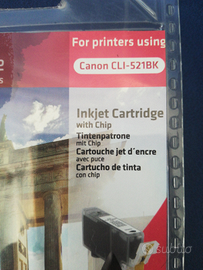 For printers using
Canon CLI-521BK
Inkjet Cartridge
with Chip
Tintenpatrone
mit Chip
Cartouche jet d´encre
avec puce
Cartucho de tinta
con chip
subito